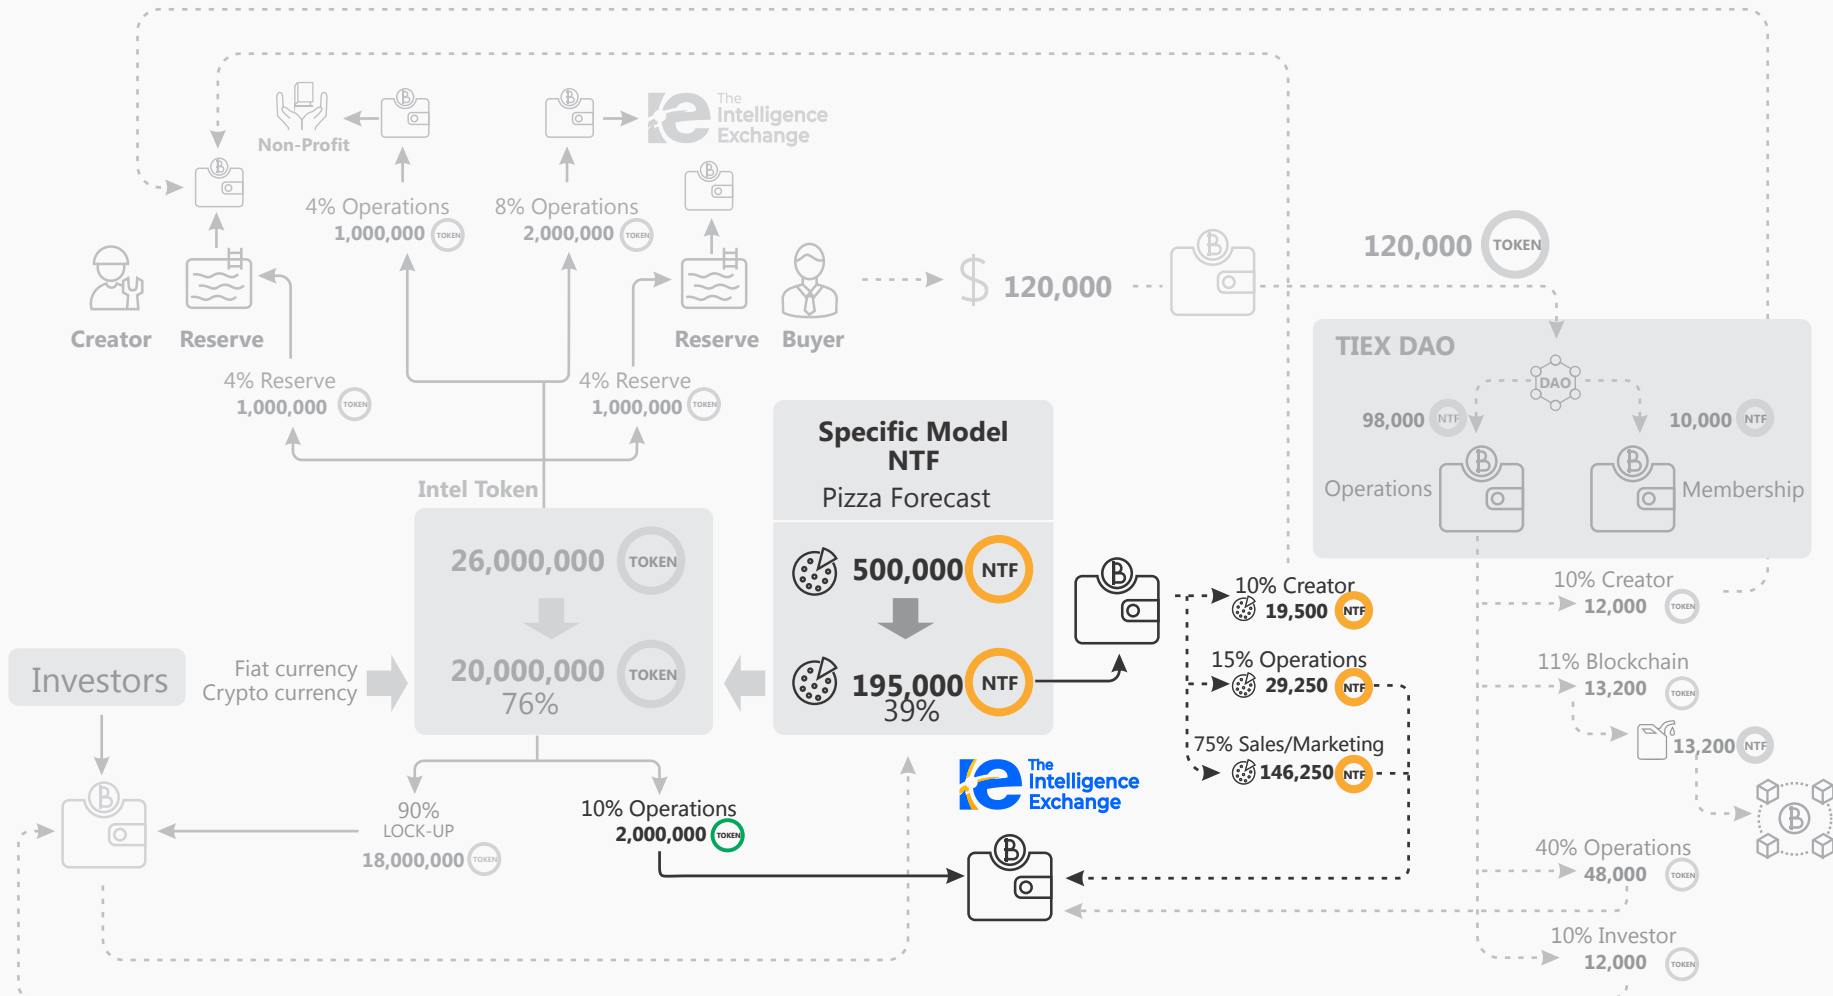 The
Intelligence
Exchange
Non-Profit
4% Operations
1,000,000 TOKEN
8% Operations
2,000,000 TOKEN
Creator
Reserve
Reserve
Buyer
$ 120,000
120,000 TOKEN
4% Reserve
1,000,000 TOKEN
4% Reserve
1,000,000 TOKEN
TIEX DAO
DAO
98,000 NTF
10,000 NTF
Operations
Membership
Intel Token
26,000,000 TOKEN
20,000,000 TOKEN
76%
Specific Model
NTF
Pizza Forecast
500,000 NTF
195,000 NTF
39%
Investors
Fiat currency
Crypto currency
10% Creator
19,500 NTF
15% Operations
29,250 NTF
75% Sales/Marketing
146,250 NTF
10% Creator
12,000 TOKEN
11% Blockchain
13,200 TOKEN
13,200 NTF
The
Intelligence
Exchange
90%
LOCK-UP
18,000,000 TOKEN
10% Operations
2,000,000 TOKEN
40% Operations
48,000 TOKEN
10% Investor
12,000 TOKEN